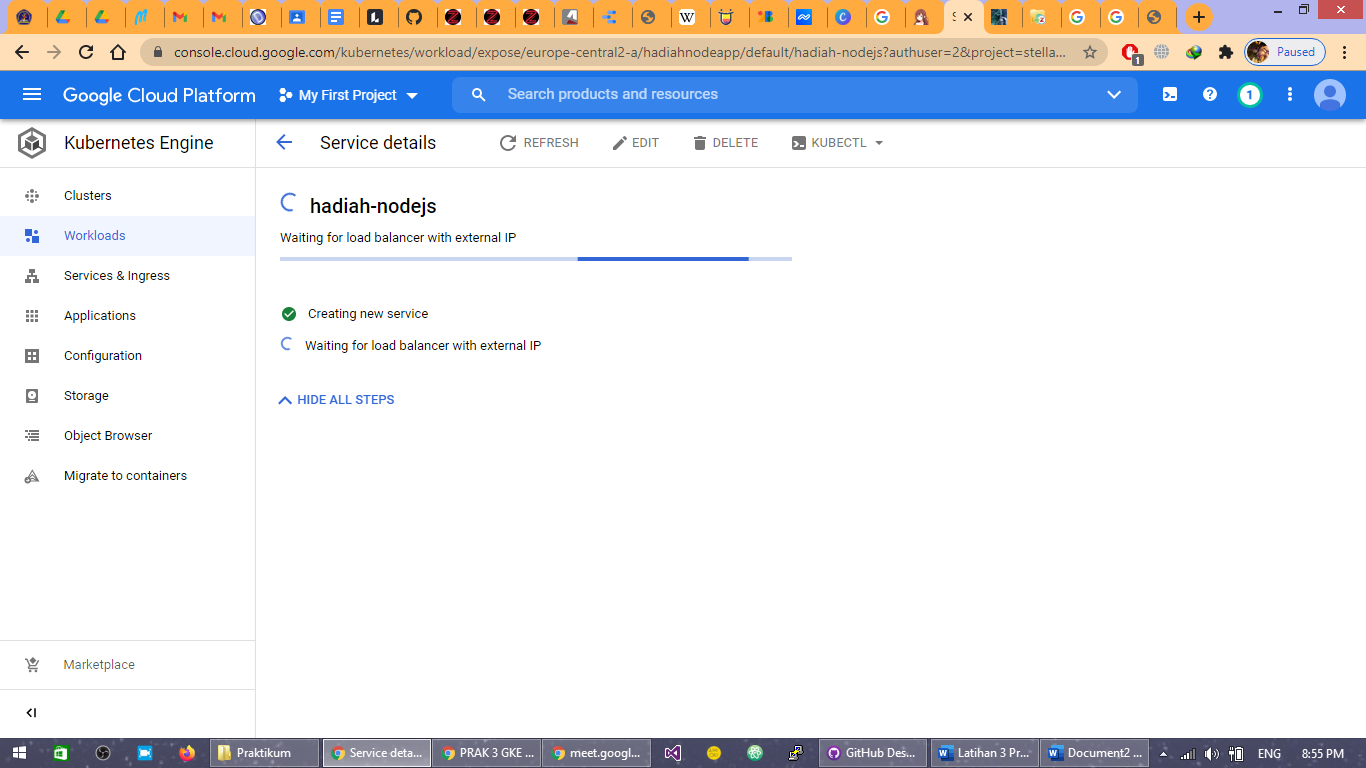 S
console.cloud.google.com/kubernetes/workload/expose/europe-central2-a/hadiahnodeapp/default/hadiah-nodejs?authuser=2&project=stella...
1
Paused
Google Cloud Platform
My First Project
Search products and resources
1
Kubernetes Engine
Service details
REFRESH
EDIT
DELETE
KUBECTL
Clusters
Workloads
Services & Ingress
Applications
Configuration
Storage
Object Browser
Migrate to containers
hadiah-nodejs
Waiting for load balancer with external IP
Creating new service
Waiting for load balancer with external IP
HIDE ALL STEPS
Marketplace
Praktikum
Service deta...
PRAK 3 GKE ...
meet.googl...
GitHub Des...
Latihan 3 Pr...
Document2 ...
ENG
8:55 PM